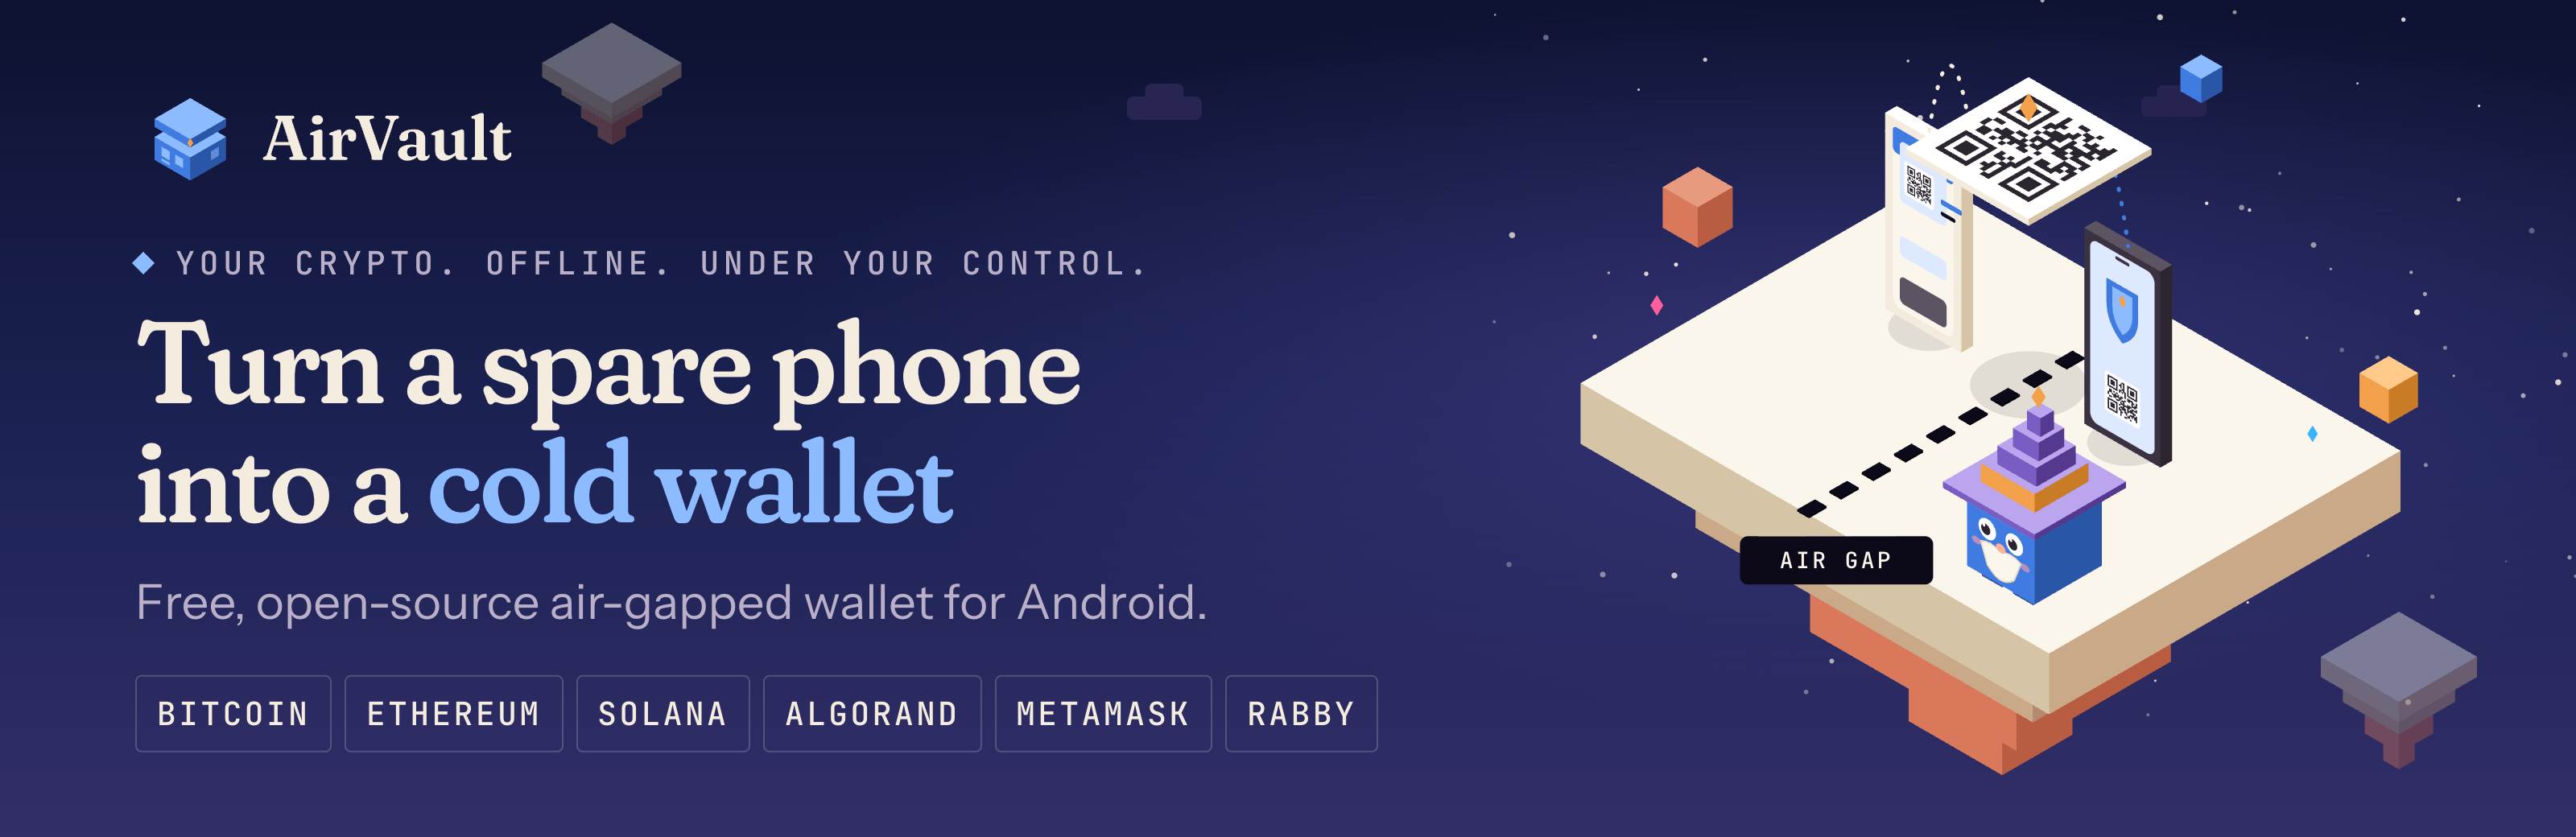 AirVault
YOUR CRYPTO. OFFLINE. UNDER YOUR CONTROL.
Turn a spare phone
into a cold wallet
Free, open-source air-gapped wallet for Android.
BITCOIN ETHEREUM SOLANA ALGORAND METAMASK RABBY
AIR GAP